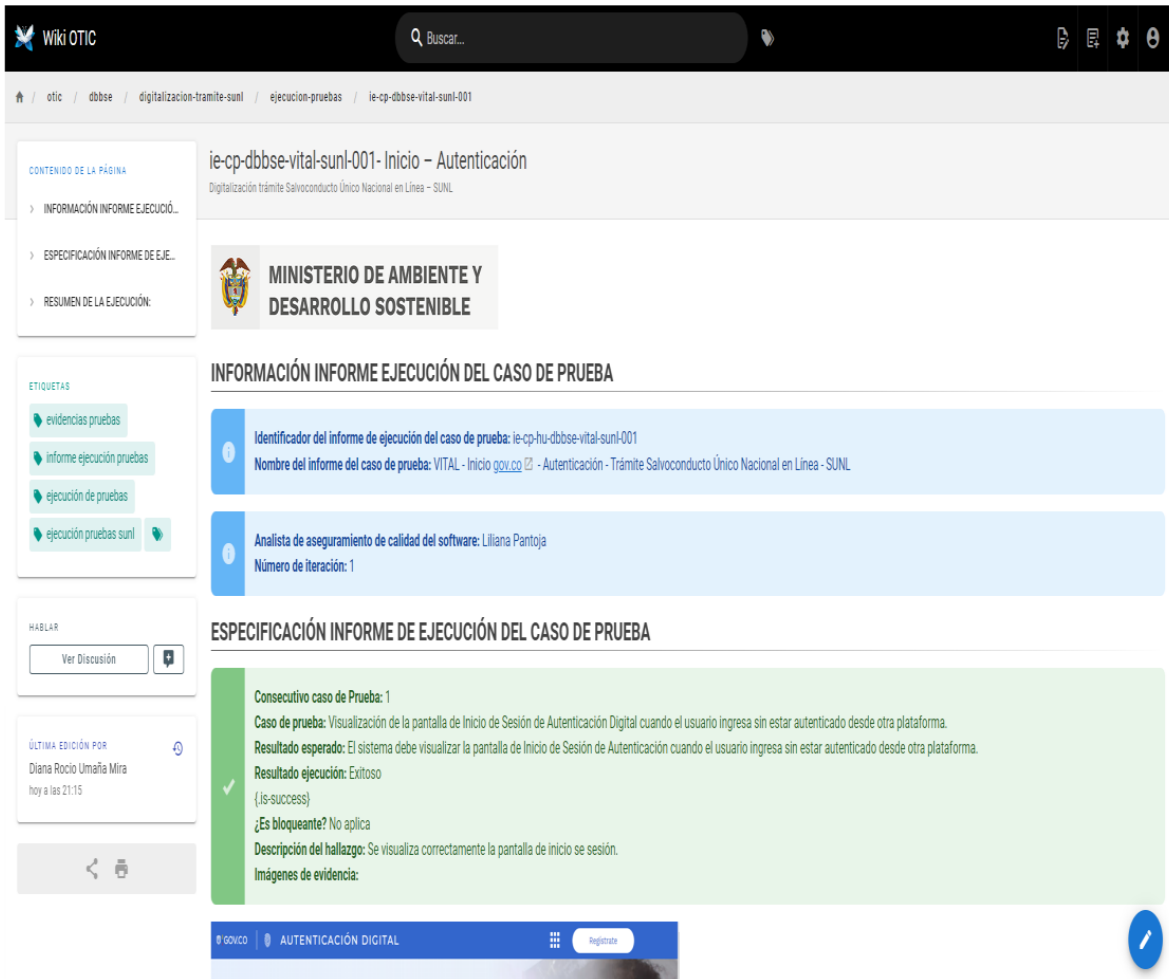 Wiki OTIC
Buscar...
/ otic / dbbse / digitalizacion-tramite-sunl / ejecucion-pruebas / ie-cp-dbbse-vital-sunl-001
ie-cp-dbbse-vital-sunl-001- Inicio – Autenticación
Digitalización trámite Salvoconducto Único Nacional en Línea – SUNL
CONTENIDO DE LA PÁGINA
INFORMACIÓN INFORME EJECUCIÓ...
ESPECIFICACIÓN INFORME DE EJE...
RESUMEN DE LA EJECUCIÓN:
ETIQUETAS
evidencias pruebas
informe ejecución pruebas
ejecución de pruebas
ejecución pruebas sunl
HABLAR
Ver Discusión
ÚLTIMA EDICIÓN POR
Diana Rocio Umaña Mira
hoy a las 21:15
MINISTERIO DE AMBIENTE Y
DESARROLLO SOSTENIBLE
INFORMACIÓN INFORME EJECUCIÓN DEL CASO DE PRUEBA
Identificador del informe de ejecución del caso de prueba: ie-cp-hu-dbbse-vital-sunl-001
Nombre del informe del caso de prueba: VITAL - Inicio gov.co - Autenticación - Trámite Salvoconducto Único Nacional en Línea - SUNL
Analista de aseguramiento de calidad del software: Liliana Pantoja
Número de iteración: 1
ESPECIFICACIÓN INFORME DE EJECUCIÓN DEL CASO DE PRUEBA
Consecutivo caso de Prueba: 1
Caso de prueba: Visualización de la pantalla de Inicio de Sesión de Autenticación Digital cuando el usuario ingresa sin estar autenticado desde otra plataforma.
Resultado esperado: El sistema debe visualizar la pantalla de Inicio de Sesión de Autenticación cuando el usuario ingresa sin estar autenticado desde otra plataforma.
Resultado ejecución: Exitoso
{.is-success}
¿Es bloqueante? No aplica
Descripción del hallazgo: Se visualiza correctamente la pantalla de inicio se sesión.
Imágenes de evidencia:
GOV.CO | AUTENTICACIÓN DIGITAL
Regístrate